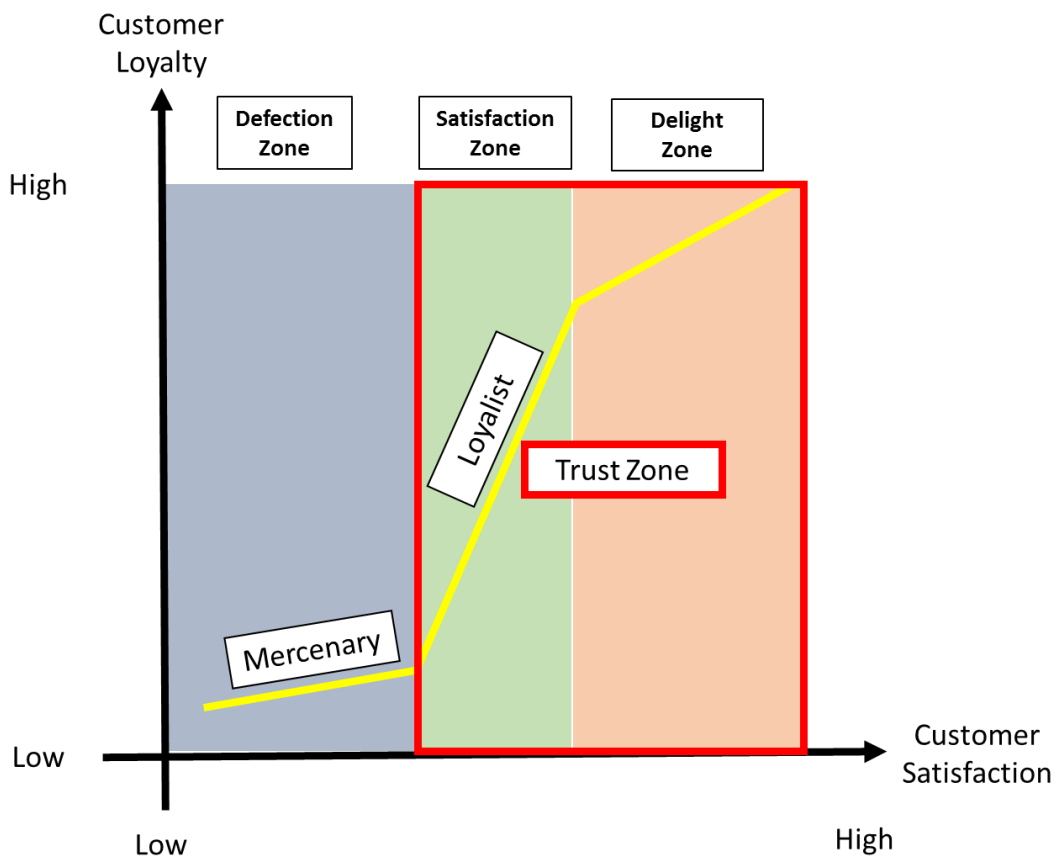 Customer
Loyalty
Defection
Zone
Satisfaction
Zone
Delight
Zone
High
Loyalist
Trust Zone
Mercenary
Low
Customer
Satisfaction
Low
High